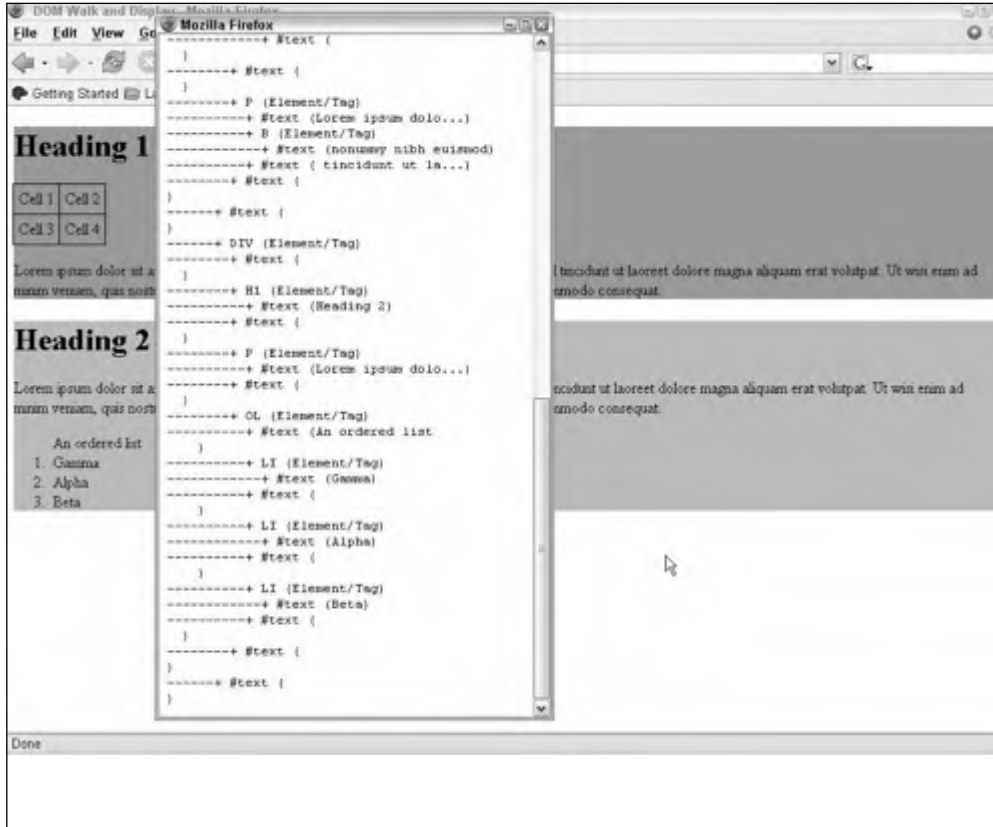 DOM Walk and Display - Mozilla Firefox
File Edit View Go
Getting Started
Heading 1
Cell 1 Cell 2
Cell 3 Cell 4
Lorem ipsum dolor sit a
minim veniam, quis nostr
l tincidunt ut laoreet dolore magna aliquam erat volutpat. Ut wisi enim ad
mmodo consequat.
Heading 2
Lorem ipsum dolor sit a
minim veniam, quis nostr
ncidunt ut laoreet dolore magna aliquam erat volutpat. Ut wisi enim ad
mmodo consequat.
An ordered list
1. Gamma
2. Alpha
3. Beta
Mozilla Firefox
------------+ #text (
)
--------+ #text (
)
--------+ P (Element/Tag)
----------+ #text (Lorem ipsum dolo...)
----------+ B (Element/Tag)
------------+ #text (nonummy nibh euismod)
----------+ #text ( tincidunt ut la...)
--------+ #text (
)
------+ #text (
)
------+ DIV (Element/Tag)
--------+ #text (
)
--------+ H1 (Element/Tag)
----------+ #text (Heading 2)
--------+ #text (
)
--------+ P (Element/Tag)
----------+ #text (Lorem ipsum dolo...)
--------+ #text (
)
--------+ OL (Element/Tag)
----------+ #text (An ordered list
)
----------+ LI (Element/Tag)
------------+ #text (Gamma)
----------+ #text (
)
----------+ LI (Element/Tag)
------------+ #text (Alpha)
----------+ #text (
)
----------+ LI (Element/Tag)
------------+ #text (Beta)
----------+ #text (
)
--------+ #text (
)
------+ #text (
)
Done